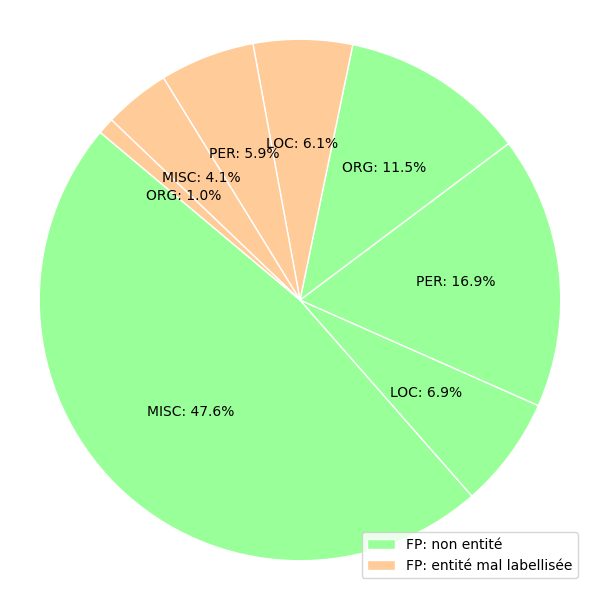 LOC: 6.1%
PER: 5.9%
ORG: 11.5%
MISC: 4.1%
ORG: 1.0%
PER: 16.9%
LOC: 6.9%
MISC: 47.6%
FP: non entité
FP: entité mal labellisée